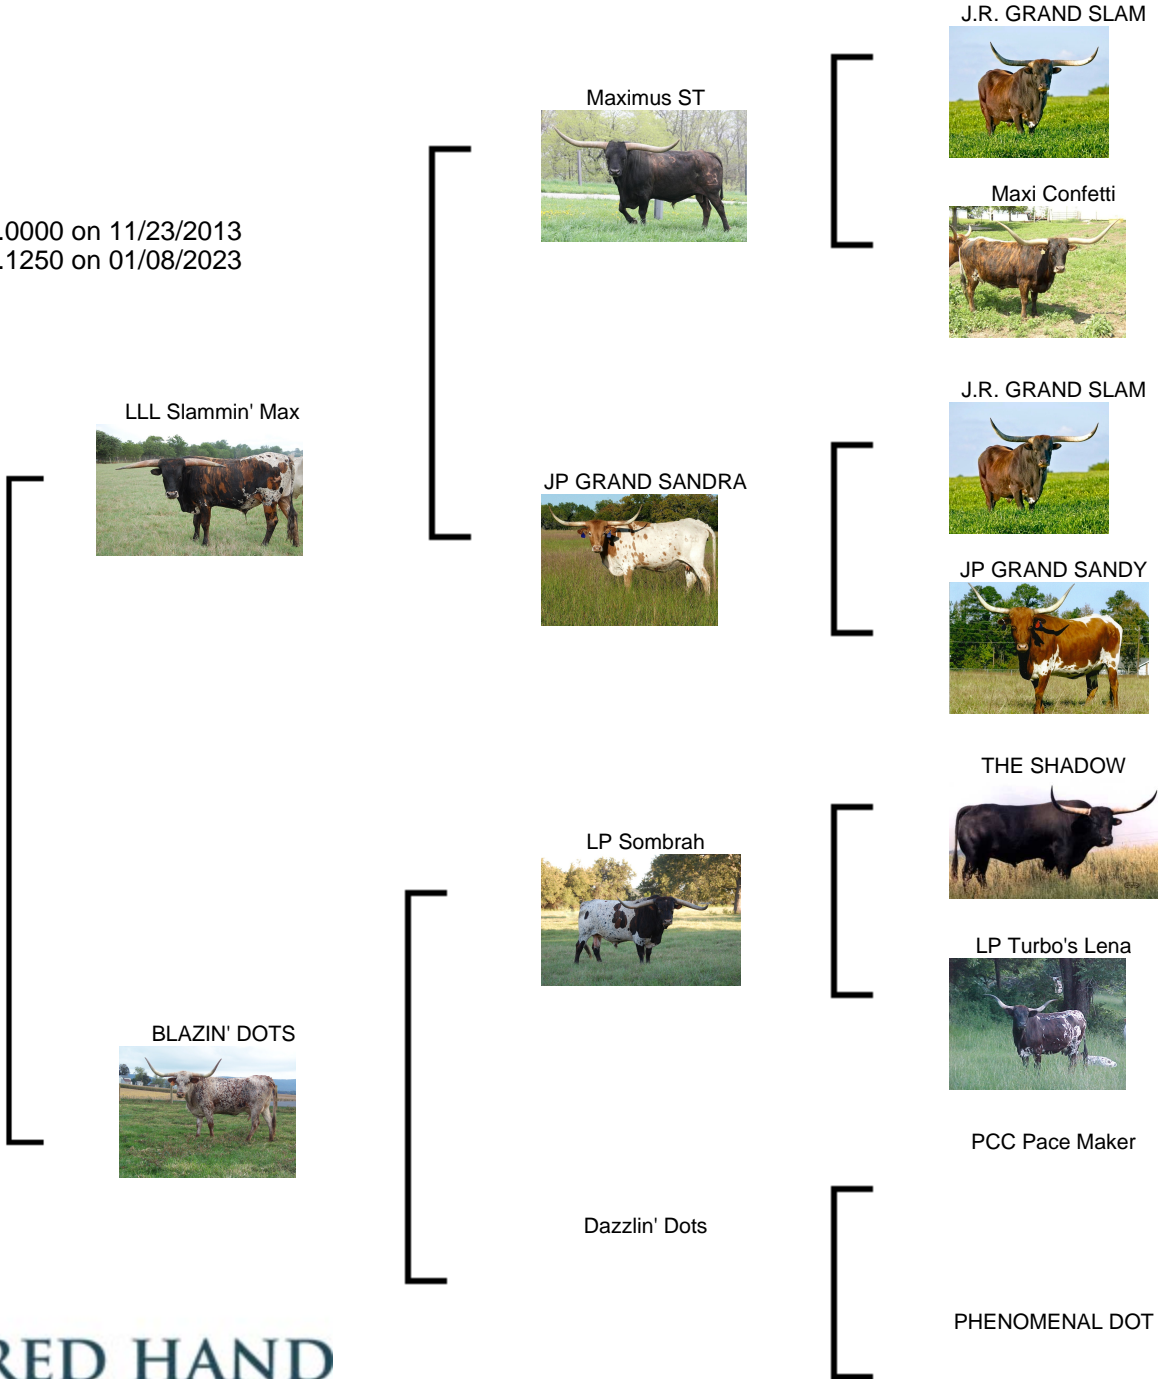 J.R. GRAND SLAM
Maximus ST
Maxi Confetti
.0000 on 11/23/2013
.1250 on 01/08/2023
J.R. GRAND SLAM
LLL Slammin' Max
JP GRAND SANDRA
JP GRAND SANDY
THE SHADOW
LP Sombrah
LP Turbo's Lena
BLAZIN' DOTS
PCC Pace Maker
Dazzlin' Dots
PHENOMENAL DOT
RED HAND